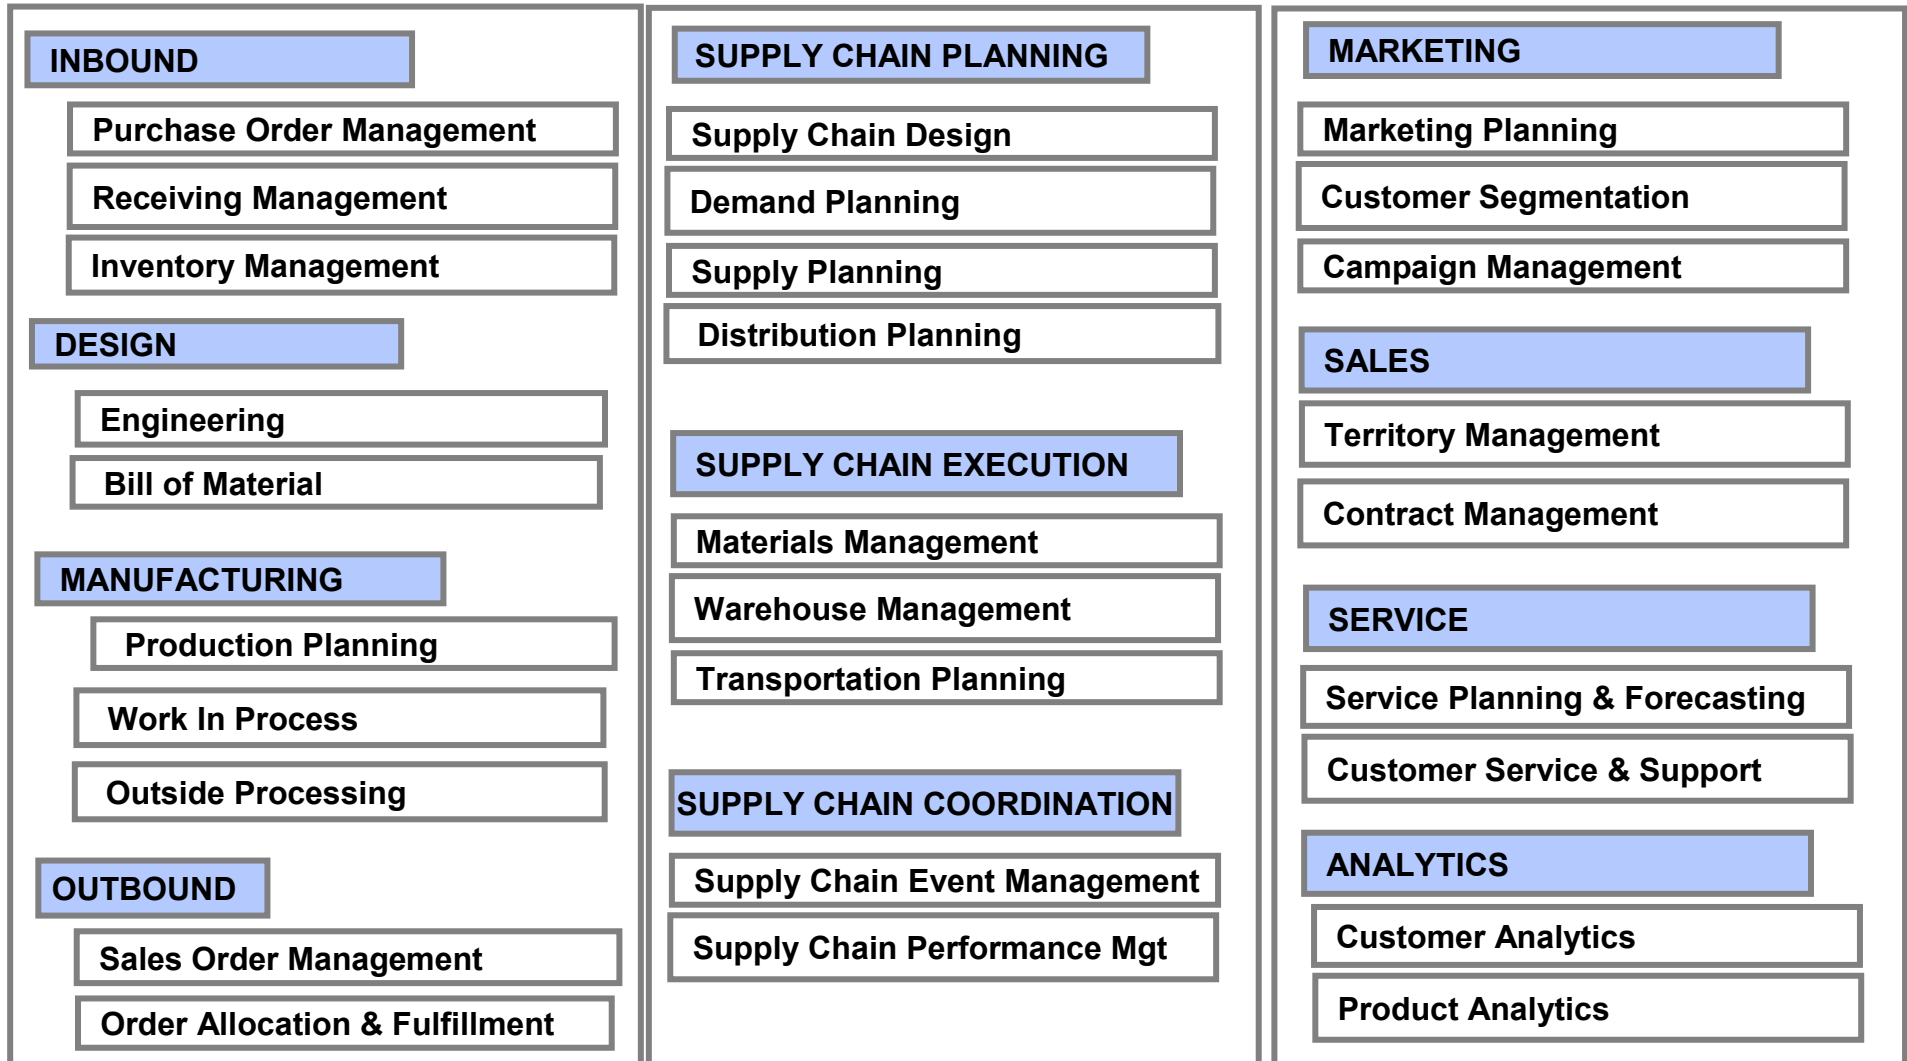 INBOUND
Purchase Order Management
Receiving Management
Inventory Management
DESIGN
Engineering
Bill of Material
MANUFACTURING
Production Planning
Work In Process
Outside Processing
OUTBOUND
Sales Order Management
Order Allocation & Fulfillment
SUPPLY CHAIN PLANNING
Supply Chain Design
Demand Planning
Supply Planning
Distribution Planning
SUPPLY CHAIN EXECUTION
Materials Management
Warehouse Management
Transportation Planning
SUPPLY CHAIN COORDINATION
Supply Chain Event Management
Supply Chain Performance Mgt
MARKETING
Marketing Planning
Customer Segmentation
Campaign Management
SALES
Territory Management
Contract Management
SERVICE
Service Planning & Forecasting
Customer Service & Support
ANALYTICS
Customer Analytics
Product Analytics